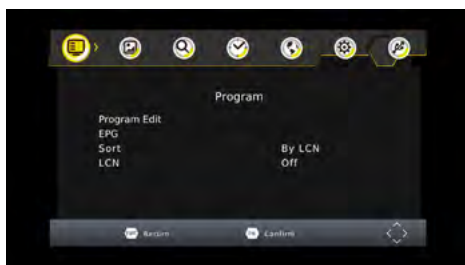 Program
Program Edit
EPG
Sort By LCN
LCN Off
Return Confirm